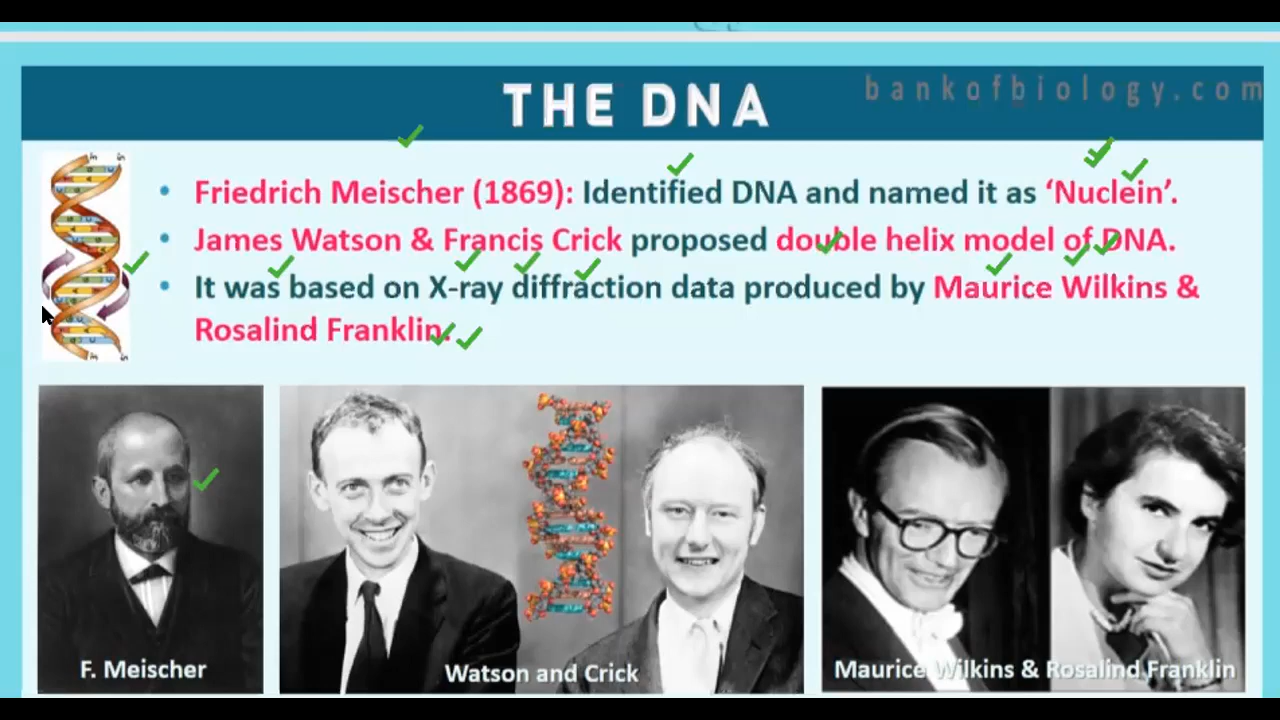 bankofbiology.com
THE DNA
• Friedrich Meischer (1869): Identified DNA and named it as ‘Nuclein’.
• James Watson & Francis Crick proposed double helix model of DNA.
• It was based on X-ray diffraction data produced by Maurice Wilkins &
Rosalind Franklin.
F. Meischer
Watson and Crick
Maurice Wilkins & Rosalind Franklin